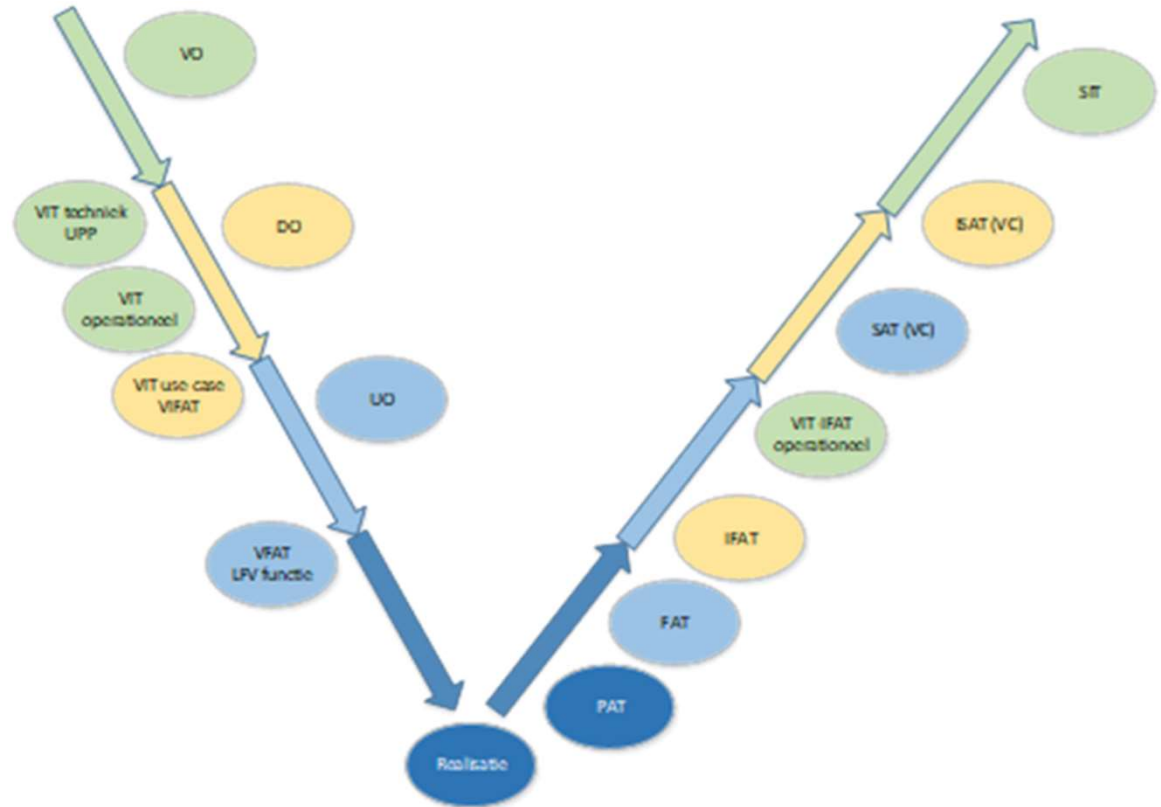 VO
SIT
VIT techniek
UPP
DO
ISAT (VC)
VIT
operationeel
SAT (VC)
VIT use case
VIFAT
UO
VIT IFAT
operationeel
IFAT
VFAT
LFV functie
FAT
PAT
Realisatie